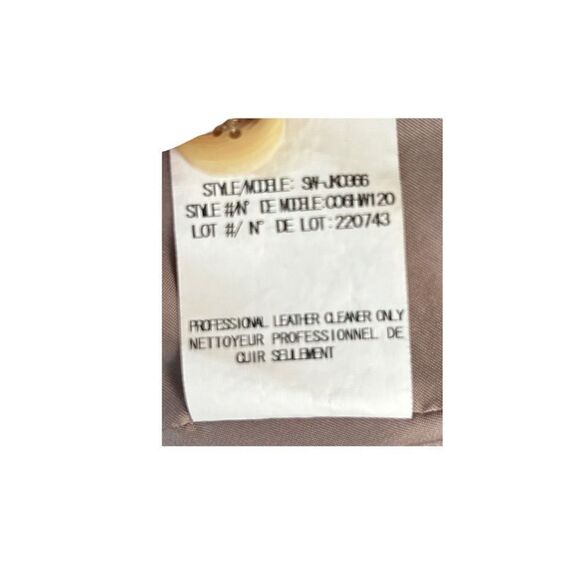 STYLE/MODELE: SW-JK0366
STYLE #/N° DE MODELE:006HW120
LOT #/ N° DE LOT:220743
PROFESSIONAL LEATHER CLEANER ONLY
NETTOYEUR PROFESSIONNEL DE
CUIR SEULEMENT